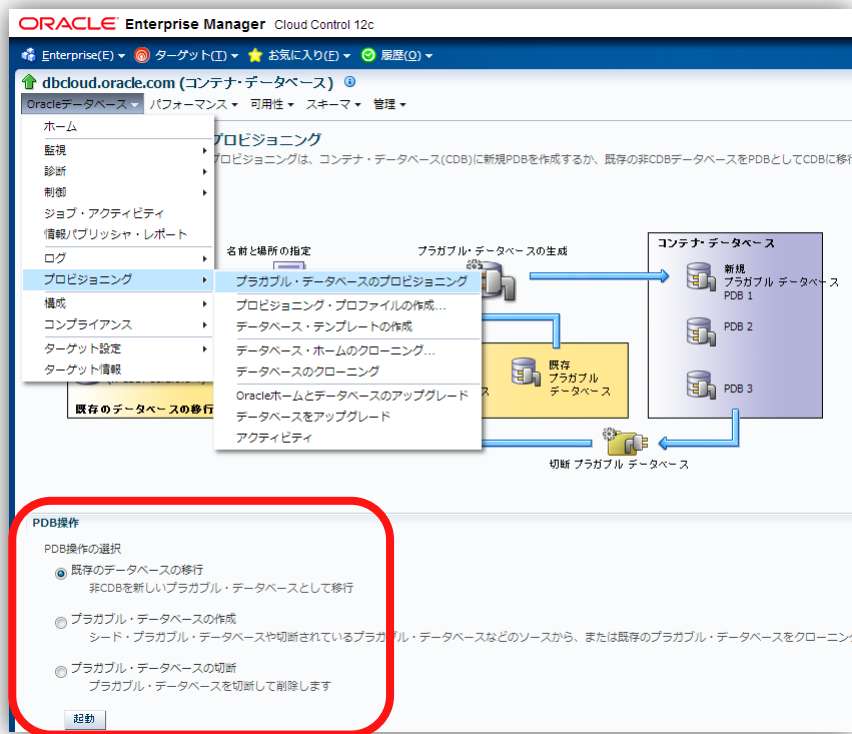 ORACLE Enterprise Manager Cloud Control 12c
Enterprise(E) ターゲット(T) お気に入り(F) 履歴(O)
dbcloud.oracle.com (コンテナ・データベース)
Oracleデータベース パフォーマンス 可用性 スキーマ 管理
ホーム
監視
診断
制御
ジョブ・アクティビティ
情報パブリッシャ・レポート
ログ
プロビジョニング
構成
コンプライアンス
ターゲット設定
ターゲット情報
プラガブル・データベースのプロビジョニング
プロビジョニング・プロファイルの作成...
データベース・テンプレートの作成
データベース・ホームのクローニング...
データベースのクローニング
Oracleホームとデータベースのアップグレード
データベースをアップグレード
アクティビティ
プロビジョニング
プロビジョニングは、コンテナ・データベース(CDB)に新規PDBを作成するか、既存の非CDBデータベースをPDBとしてCDBに移行
名前と場所の指定
プラガブル・データベースの生成
コンテナ・データベース
新規
プラガブル データベース
PDB 1
PDB 2
PDB 3
既存
プラガブル
データベース
ス
既存のデータベースの移行
切断 プラガブル データベース
PDB操作
PDB操作の選択
既存のデータベースの移行
非CDBを新しいプラガブル・データベースとして移行
プラガブル・データベースの作成
シード・プラガブル・データベースや切断されているプラガブル・データベースなどのソースから、または既存のプラガブル・データベースをクローニング
プラガブル・データベースの切断
プラガブル・データベースを切断して削除します
起動